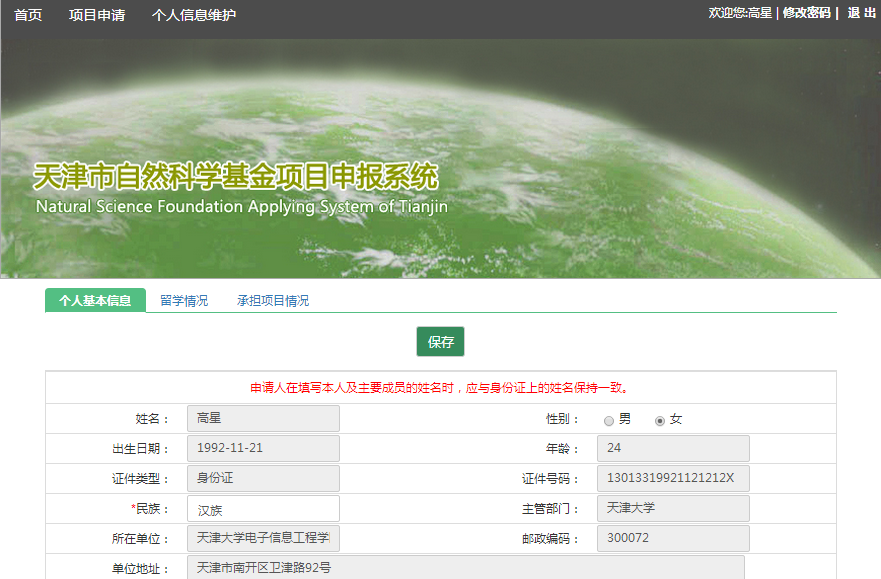 首页 项目申请 个人信息维护 欢迎您:高星 | 修改密码 | 退 出
天津市自然科学基金项目申报系统
Natural Science Foundation Applying System of Tianjin
个人基本信息 留学情况 承担项目情况
保存
申请人在填写本人及主要成员的姓名时，应与身份证上的姓名保持一致。
姓名： 高星 性别： 男 女
出生日期： 1992-11-21 年龄： 24
证件类型： 身份证 证件号码： 13013319921121212X
*民族： 汉族 主管部门： 天津大学
所在单位： 天津大学电子信息工程学 邮政编码： 300072
单位地址： 天津市南开区卫津路92号